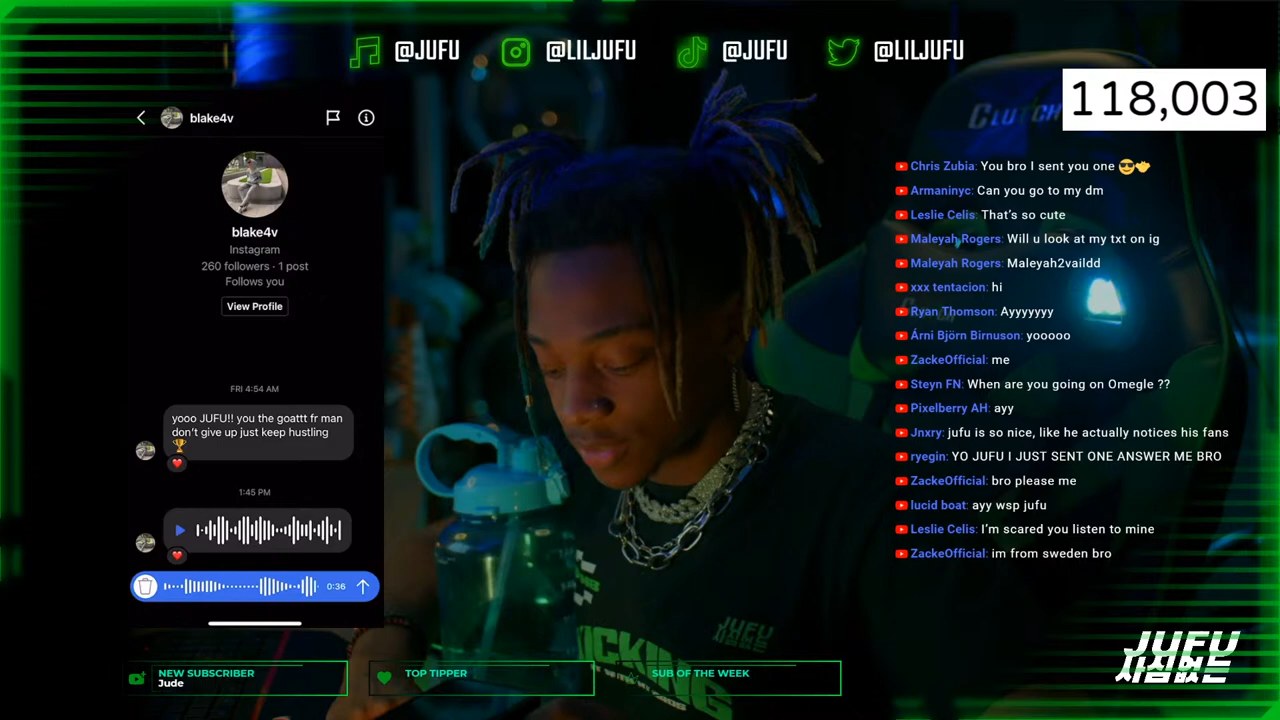 @JUFU
@LILJUFU
@JUFU
@LILJUFU
118,003
blake4v
blake4v
Instagram
260 followers · 1 post
Follows you
View Profile
FRI 4:54 AM
yooo JUFU!! you the goattt fr man
don't give up just keep hustling
🏆
❤️
1:45 PM
❤️
0:36
CLUTCH
Chris Zubia: You bro I sent you one 😎🤟
Armaninyc: Can you go to my dm
Leslie Celis: That's so cute
Maleyah Rogers: Will u look at my txt on ig
Maleyah Rogers: Maleyah2vaildd
xxx tentacion: hi
Ryan Thomson: Ayyyyyyy
Árni Björn Birnuson: yooooo
ZackeOfficial: me
Steyn FN: When are you going on Omegle ??
Pixelberry AH: ayy
Jnxry: jufu is so nice, like he actually notices his fans
ryegin: YO JUFU I JUST SENT ONE ANSWER ME BRO
ZackeOfficial: bro please me
lucid boat: ayy wsp jufu
Leslie Celis: I'm scared you listen to mine
ZackeOfficial: im from sweden bro
JUFU
KICKING
NEW SUBSCRIBER
Jude
TOP TIPPER
SUB OF THE WEEK
JUFU
사심없는